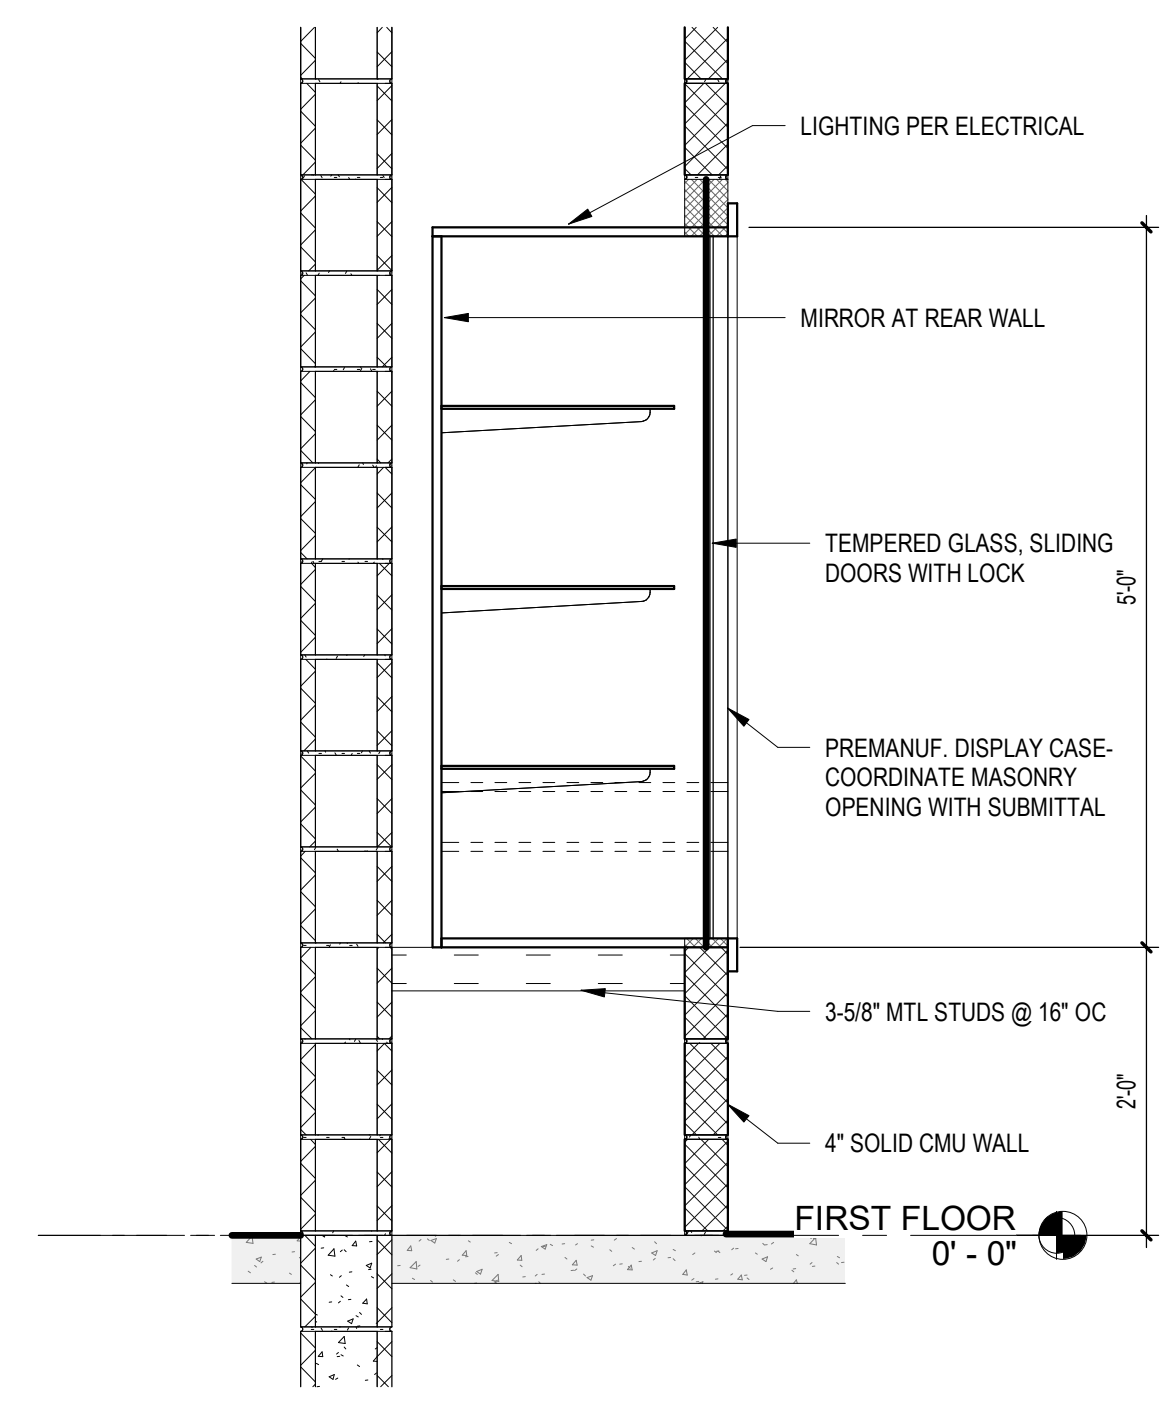 LIGHTING PER ELECTRICAL
MIRROR AT REAR WALL
TEMPERED GLASS, SLIDING
DOORS WITH LOCK
5'-0"
PREMANUF. DISPLAY CASE-
COORDINATE MASONRY
OPENING WITH SUBMITTAL
3-5/8" MTL STUDS @ 16" OC
2'-0"
4" SOLID CMU WALL
FIRST FLOOR
0' - 0"